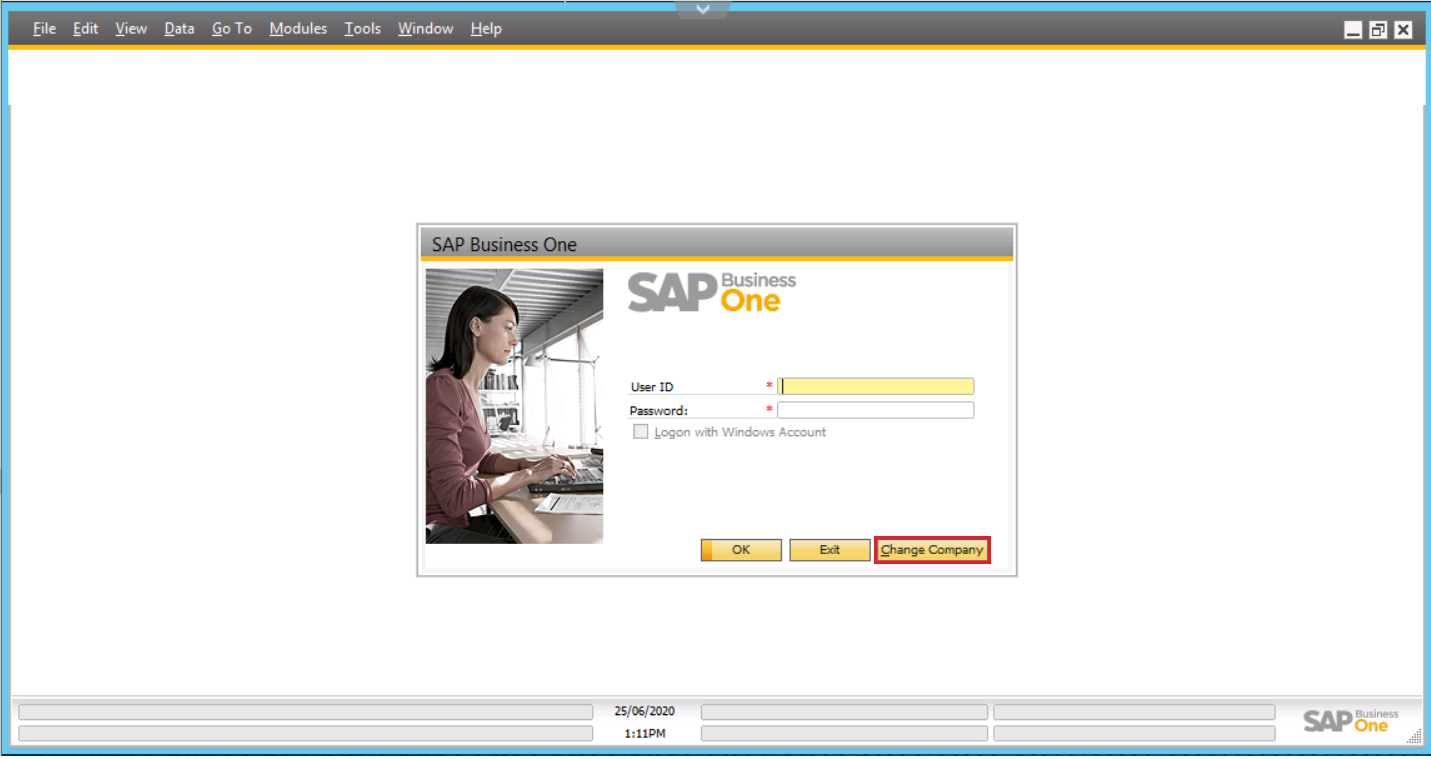 File Edit View Data Go To Modules Tools Window Help
SAP Business One
SAP Business One
User ID *
Password: *
Logon with Windows Account
OK Exit Change Company
25/06/2020
1:11PM
SAP Business One